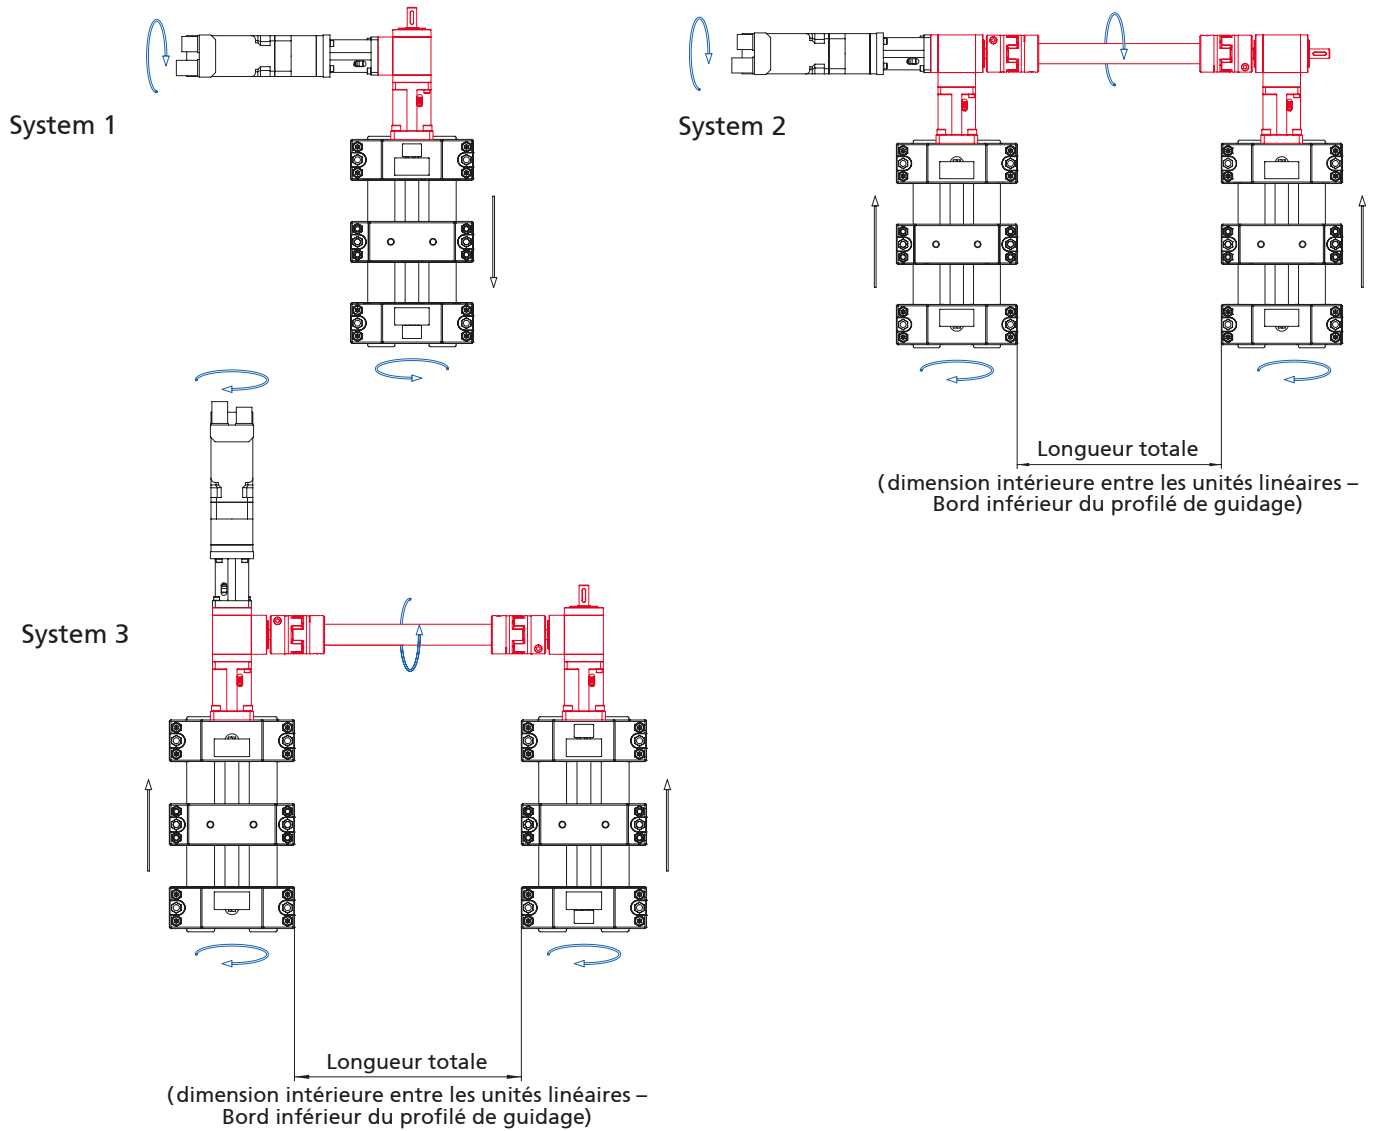 System 1
System 2
Longueur totale
(dimension intérieure entre les unités linéaires –
Bord inférieur du profilé de guidage)
System 3
Longueur totale
(dimension intérieure entre les unités linéaires –
Bord inférieur du profilé de guidage)